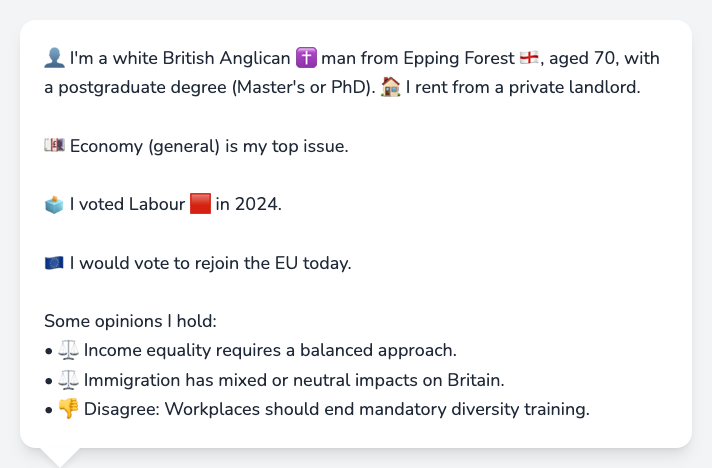 👤 I'm a white British Anglican ✝️ man from Epping Forest 🏴󠁧󠁢󠁥󠁮󠁧󠁿, aged 70, with
a postgraduate degree (Master's or PhD). 🏠 I rent from a private landlord.
💷 Economy (general) is my top issue.
🗳️ I voted Labour 🟥 in 2024.
🇪🇺 I would vote to rejoin the EU today.
Some opinions I hold:
• ⚖️ Income equality requires a balanced approach.
• ⚖️ Immigration has mixed or neutral impacts on Britain.
• 👎 Disagree: Workplaces should end mandatory diversity training.